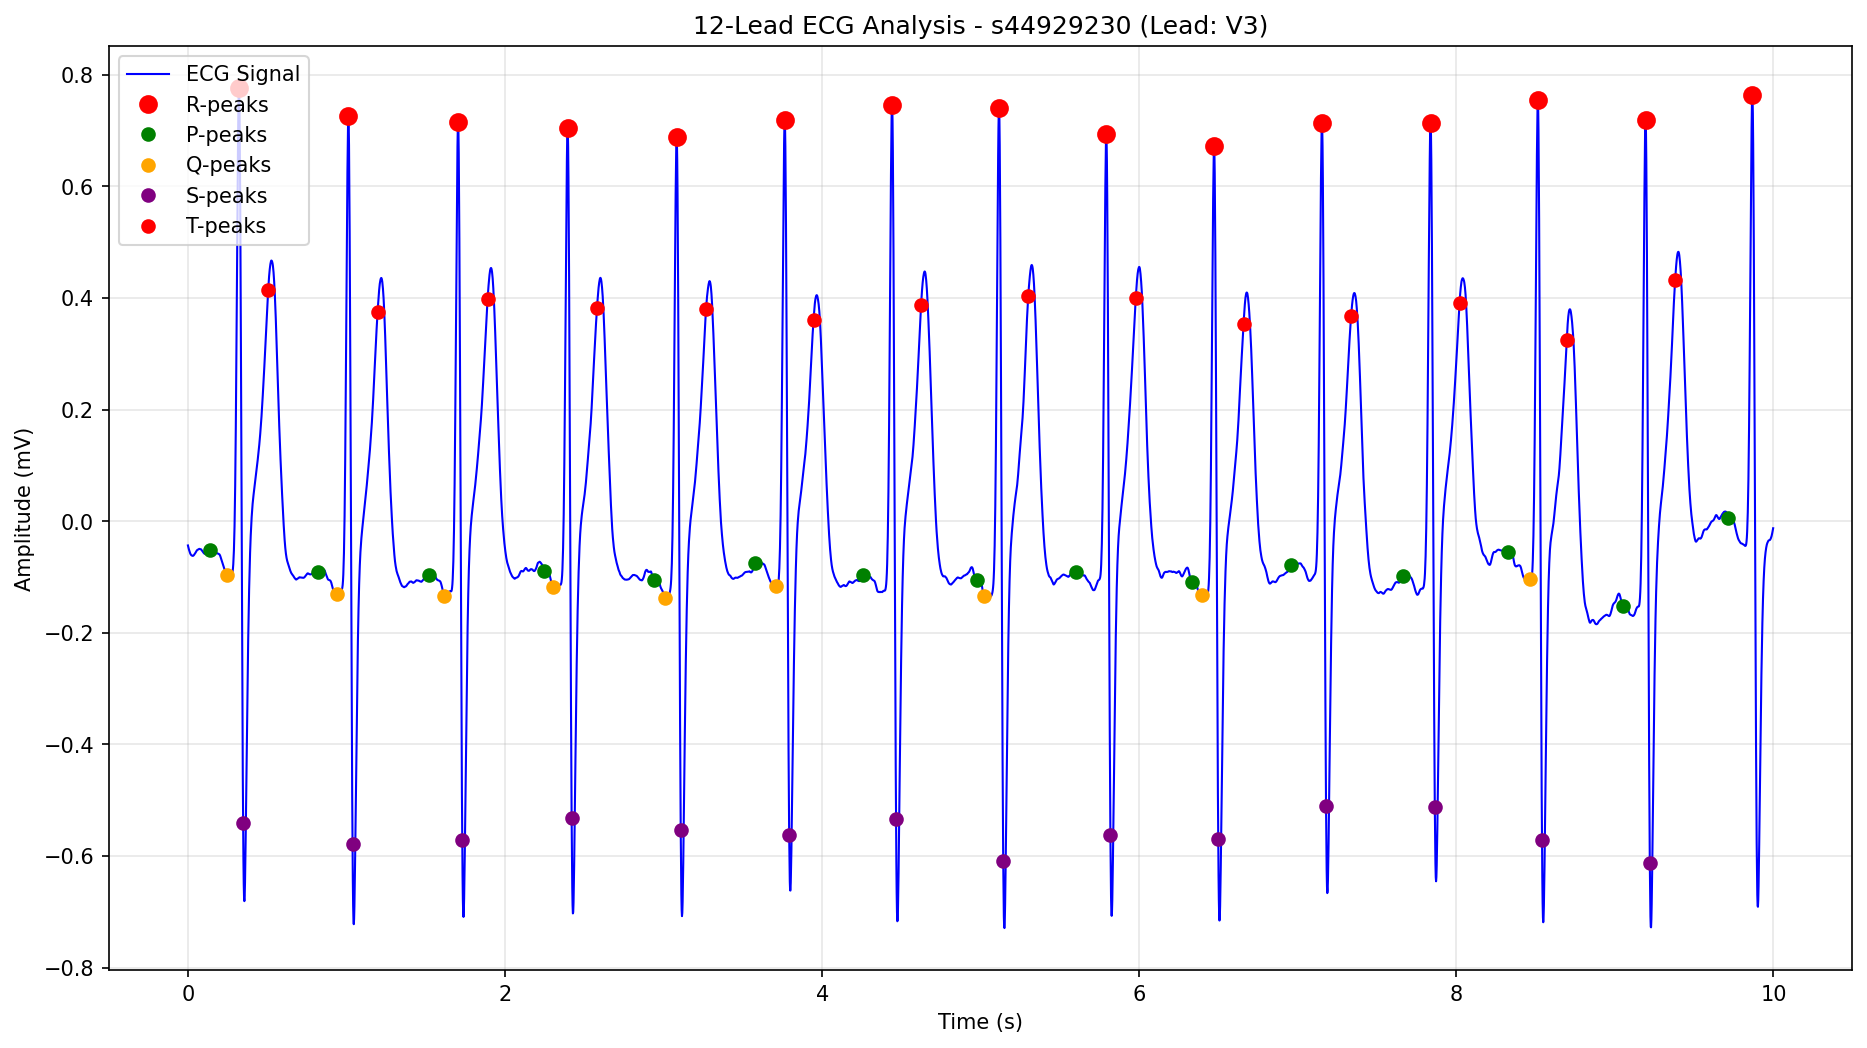 12-Lead ECG Analysis - s44929230 (Lead: V3)
ECG Signal
R-peaks
P-peaks
Q-peaks
S-peaks
T-peaks
Amplitude (mV)
0.8
0.6
0.4
0.2
0.0
−0.2
−0.4
−0.6
−0.8
0 2 4 6 8 10
Time (s)